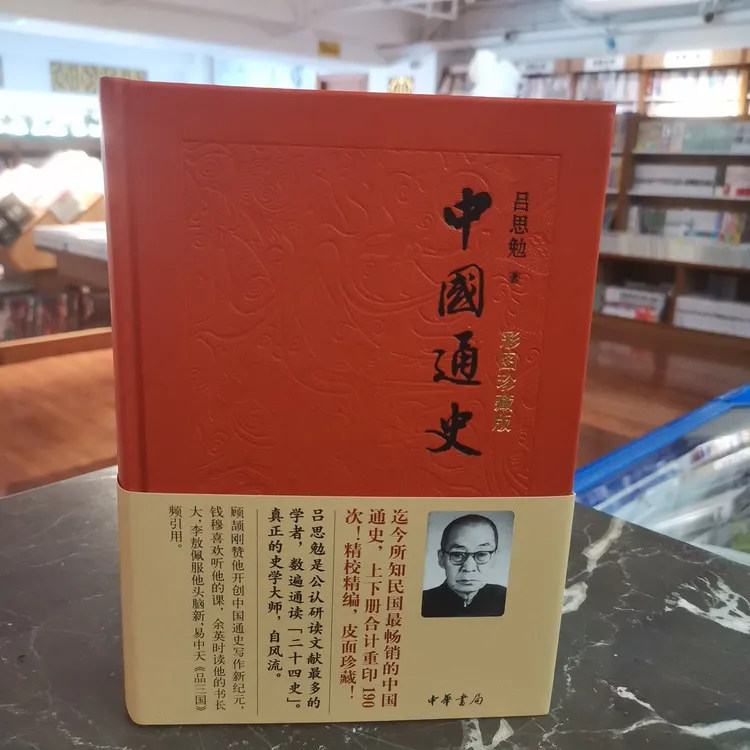 吕思勉 著
中國通史
彩图珍藏版
迄今所知民国最畅销的中国
通史，上下册合计重印190
次！精校精编，皮面珍藏！
吕思勉是公认研读文献最多的
学者，数遍通读「二十四史」。
真正的史学大师，自风流。
顾颉刚赞他开创中国通史写作新纪元，
钱穆喜欢听他的课，余英时读他的书长
大，李敖佩服他头脑新，易中天《品三国》
频引用。
中華書局